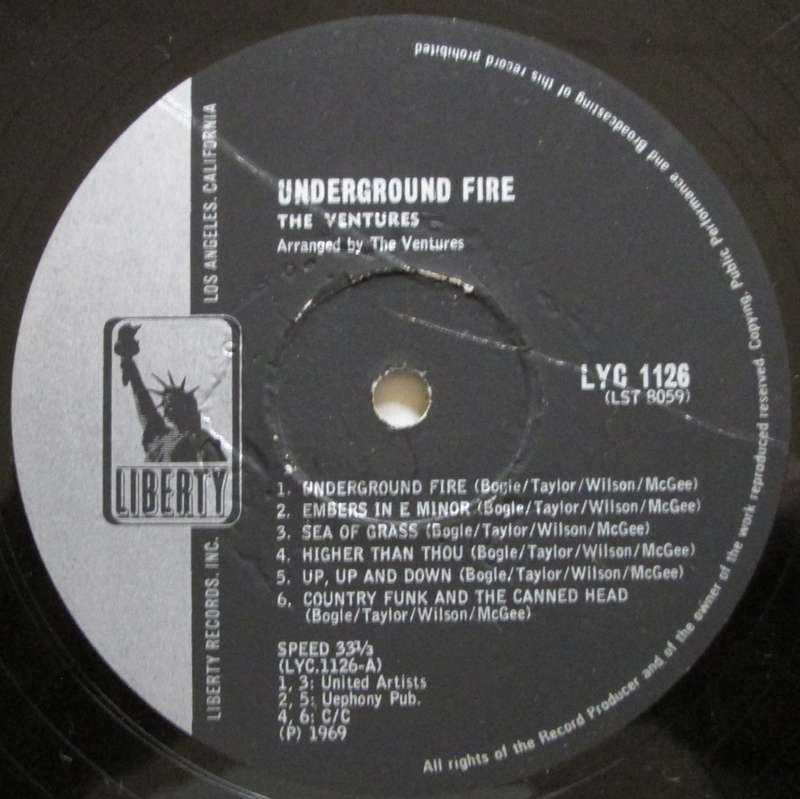 UNDERGROUND FIRE
THE VENTURES
Arranged by The Ventures
LYC 1126
(LST 8059)
LIBERTY
LIBERTY RECORDS, INC. LOS ANGELES, CALIFORNIA
1. UNDERGROUND FIRE (Bogle/Taylor/Wilson/McGee)
2. EMBERS IN E MINOR (Bogle/Taylor/Wilson/McGee)
3. SEA OF GRASS (Bogle/Taylor/Wilson/McGee)
4. HIGHER THAN THOU (Bogle/Taylor/Wilson/McGee)
5. UP, UP AND DOWN (Bogle/Taylor/Wilson/McGee)
6. COUNTRY FUNK AND THE CANNED HEAD
(Bogle/Taylor/Wilson/McGee)
SPEED 33⅓
(LYC.1126-A)
1, 3: United Artists
2, 5: Uephony Pub.
4, 6: C/C
(P) 1969
All rights of the Record Producer and of the owner of the work reproduced reserved. Copying, Public Performance and Broadcasting of this record prohibited